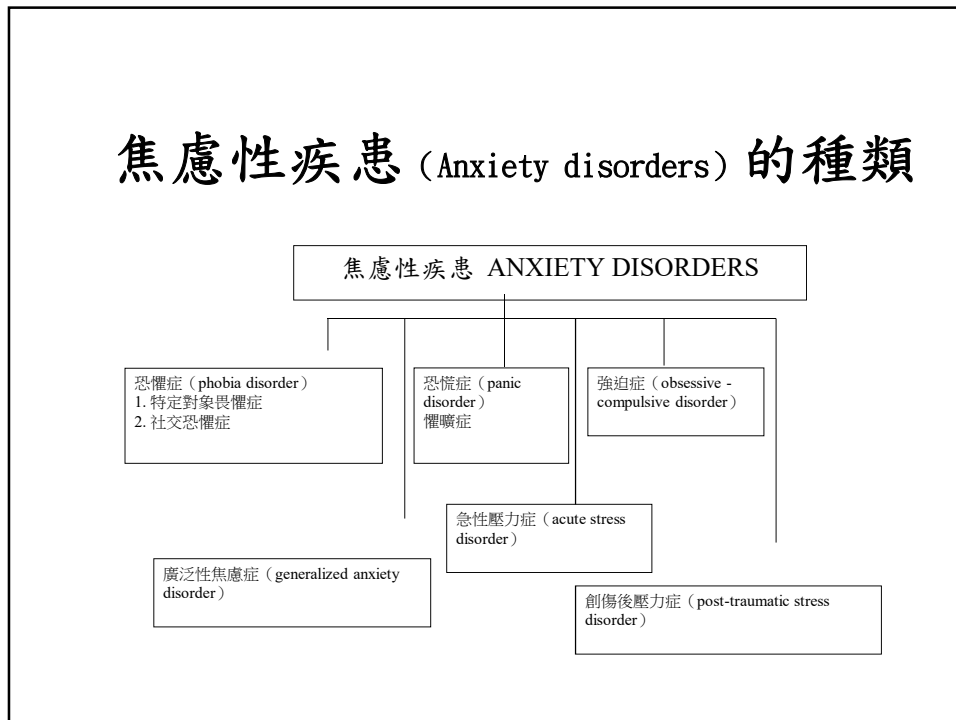 焦慮性疾患(Anxiety disorders)的種類
焦慮性疾患 ANXIETY DISORDERS
恐懼症(phobia disorder)
1. 特定對象畏懼症
2. 社交恐懼症
恐慌症(panic
disorder)
懼曠症
強迫症(obsessive -
compulsive disorder)
急性壓力症(acute stress
disorder)
廣泛性焦慮症(generalized anxiety
disorder)
創傷後壓力症(post-traumatic stress
disorder)